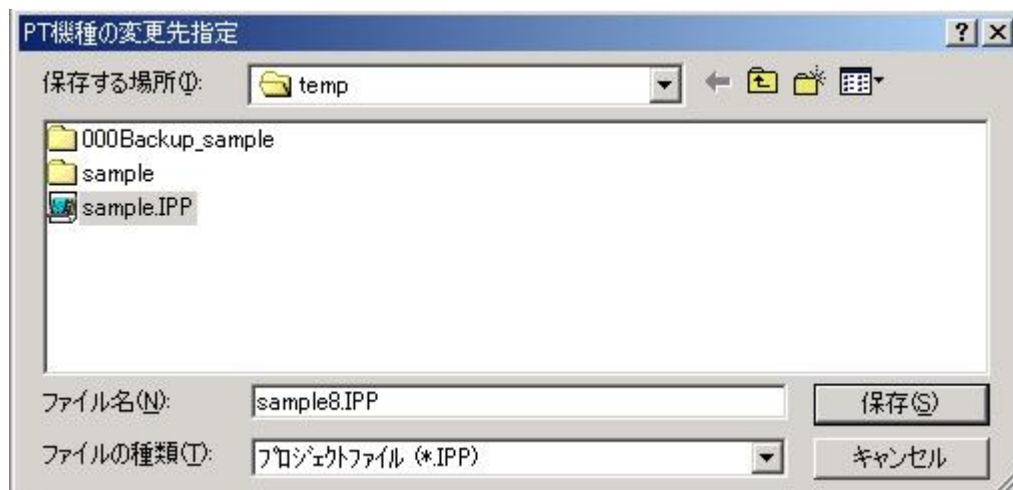 PT機種の変更先指定
保存する場所(I): temp
000Backup_sample
sample
sample.IPP
ファイル名(N): sample8.IPP 保存(S)
ファイルの種類(T): プロジェクトファイル (*.IPP) キャンセル